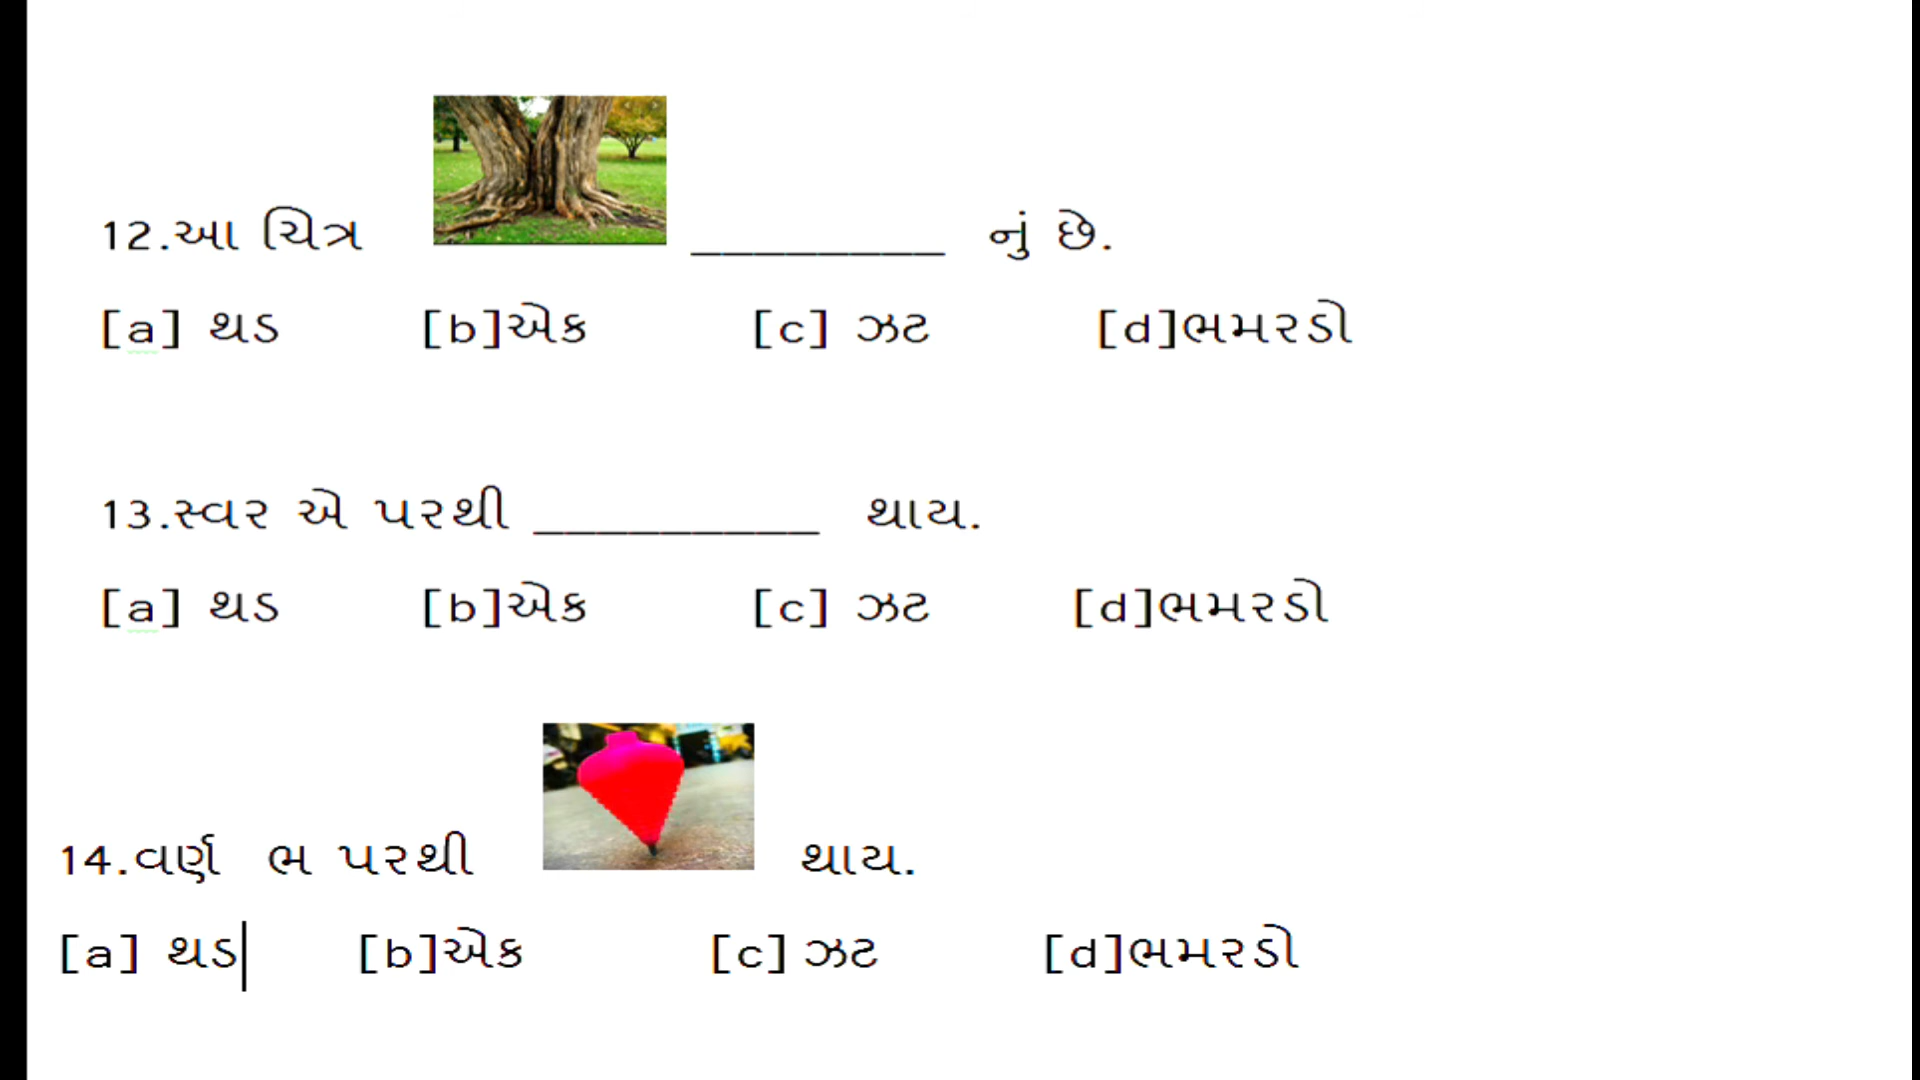 12.આ ચિત્ર ________ નું છે.
[a] થડ [b]એક [c] ઝટ [d]ભમરડો
13.સ્વર એ પરથી _________ થાય.
[a] થડ [b]એક [c] ઝટ [d]ભમરડો
14.વર્ણ ભ પરથી થાય.
[a] થડ [b]એક [c] ઝટ [d]ભમરડો